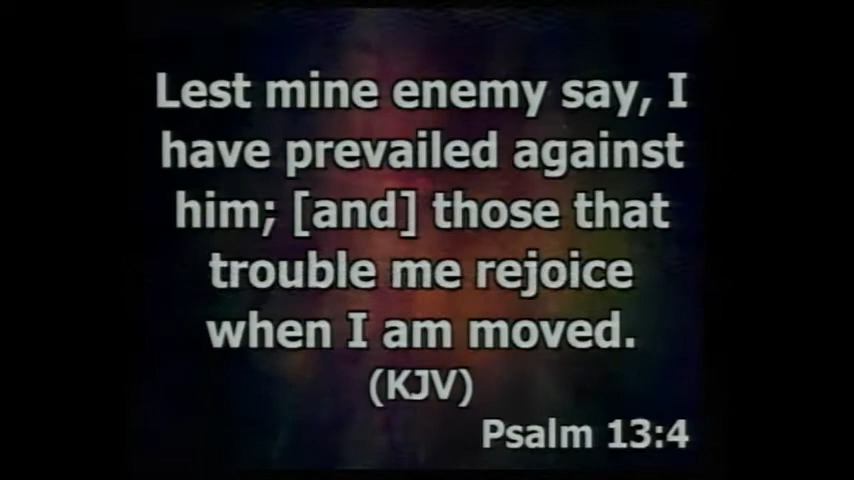 Lest mine enemy say, I
have prevailed against
him; [and] those that
trouble me rejoice
when I am moved.
(KJV)
Psalm 13:4